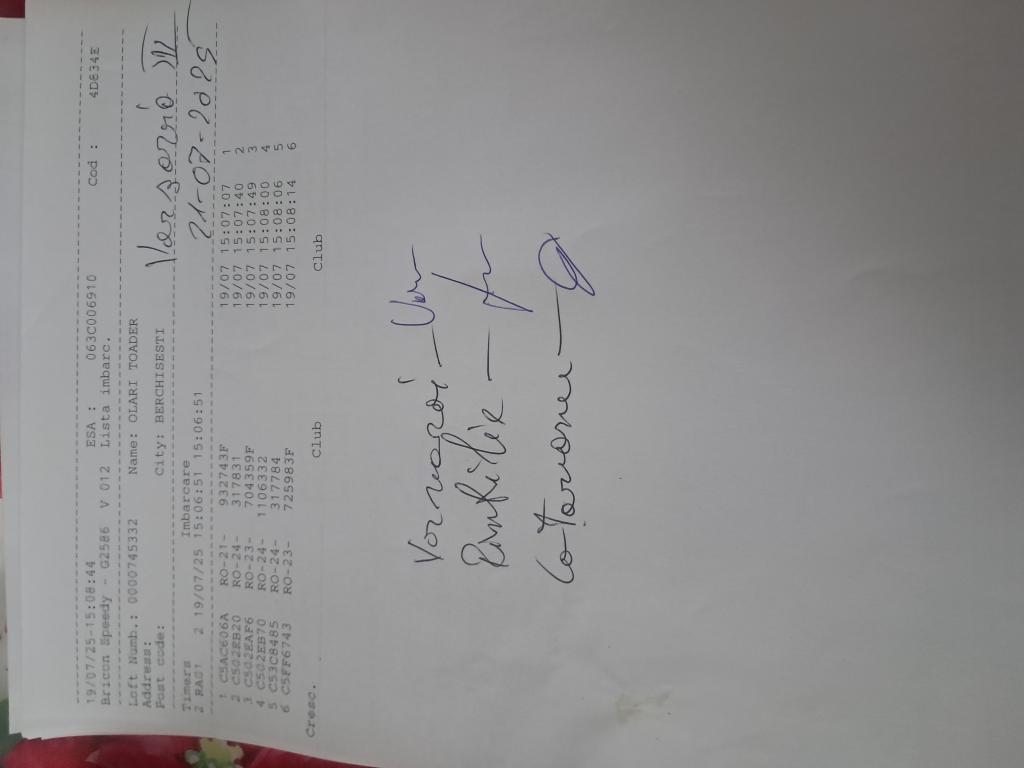 19/07/25-15:08:44 ESA : 063C006910 Cod : 4D634E
Bricon Speedy - G2586 V 012 Lista imbarc.
Loft Numb.: 0000745332 Name: OLARI TOADER
Address:
Post code: City: BERCHISESTI
21-07-2025
Timers Imbarcare
2 RA01 2 19/07/25 15:06:51 15:06:51
1 C5AC606A RO-21- 932743F 19/07 15:07:07 1
2 C502EB20 RO-24- 317831 19/07 15:07:40 2
3 C502EAF6 RO-23- 704359F 19/07 15:07:49 3
4 C502EB70 RO-24- 1106332 19/07 15:08:00 4
5 C53C8485 RO-24- 317784 19/07 15:08:06 5
6 C5FF6743 RO-23- 725983F 19/07 15:08:14 6
Cresc. Club Club